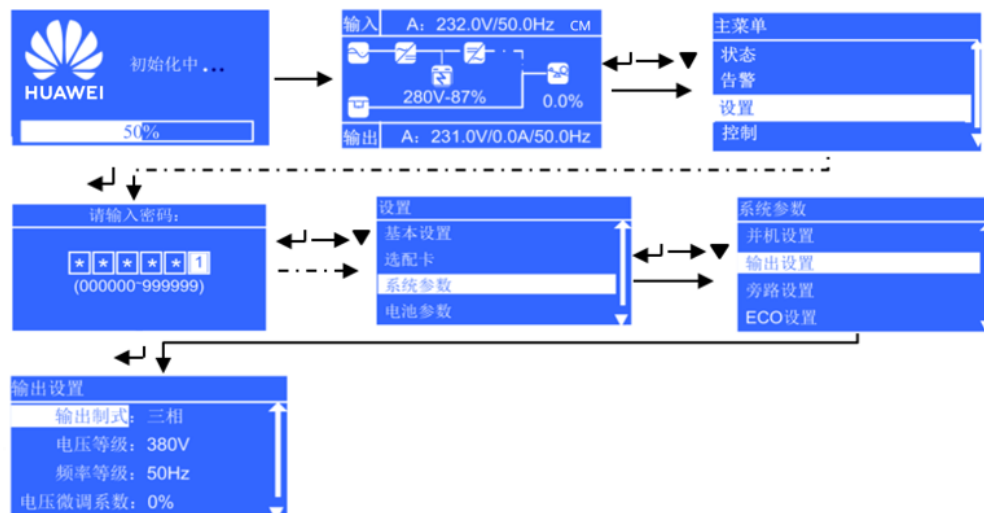 HUAWEI
初始化中...
50%
输入 A: 232.0V/50.0Hz CM
280V-87%
0.0%
输出 A: 231.0V/0.0A/50.0Hz
主菜单
状态
告警
设置
控制
请输入密码:
* * * * * 1
(000000~999999)
设置
基本设置
选配卡
系统参数
电池参数
系统参数
并机设置
输出设置
旁路设置
ECO设置
输出设置
输出制式: 三相
电压等级: 380V
频率等级: 50Hz
电压微调系数: 0%